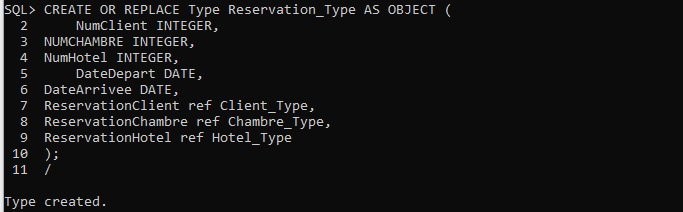 SQL> CREATE OR REPLACE Type Reservation_Type AS OBJECT (
  2      NumClient INTEGER,
  3  NUMCHAMBRE INTEGER,
  4  NumHotel INTEGER,
  5      DateDepart DATE,
  6  DateArrivee DATE,
  7  ReservationClient ref Client_Type,
  8  ReservationChambre ref Chambre_Type,
  9  ReservationHotel ref Hotel_Type
 10  );
 11  /
Type created.